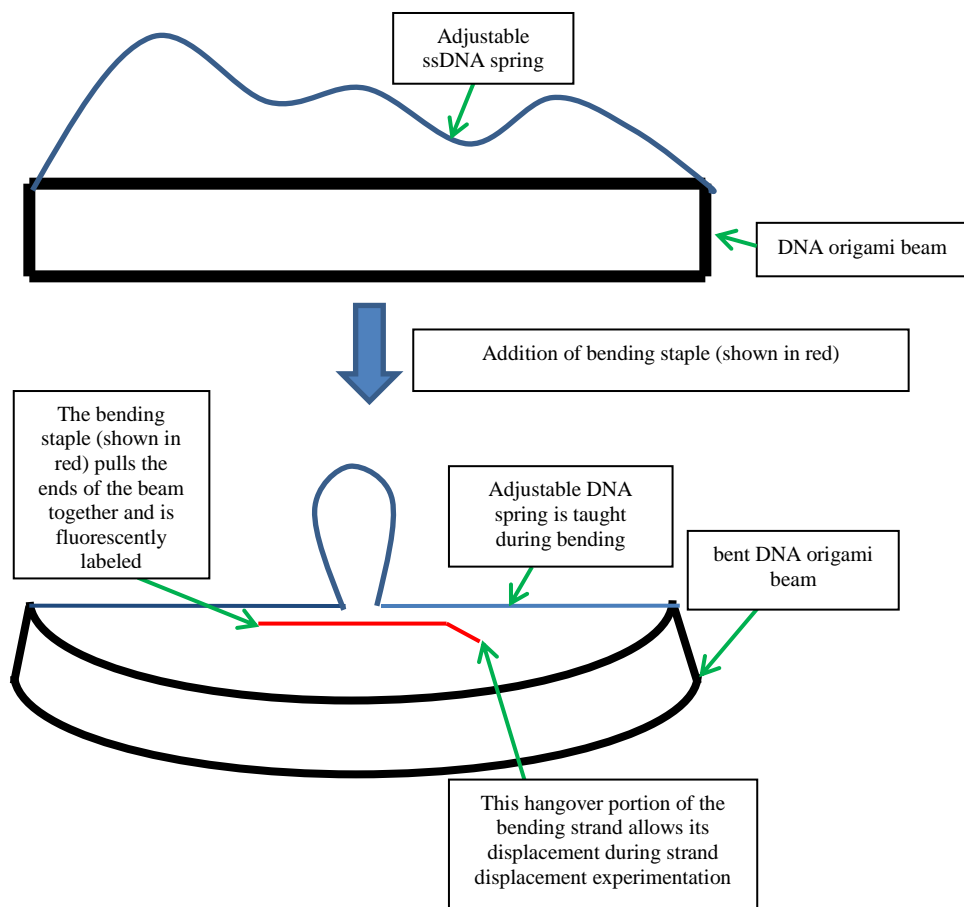 Adjustable
ssDNA spring
DNA origami beam
Addition of bending staple (shown in red)
The bending
staple (shown in
red) pulls the
ends of the beam
together and is
fluorescently
labeled
Adjustable DNA
spring is taught
during bending
bent DNA origami
beam
This hangover portion of the
bending strand allows its
displacement during strand
displacement experimentation